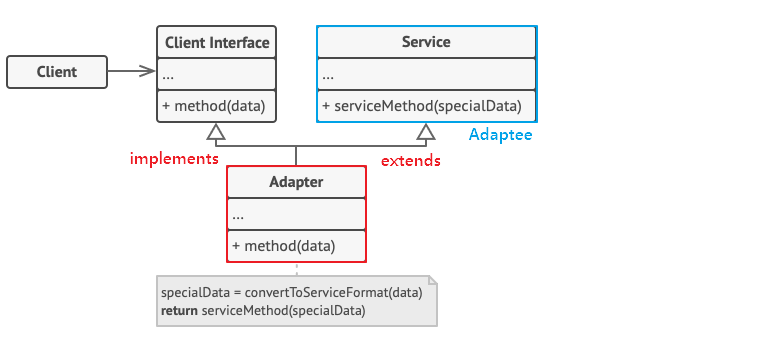 Client
Client Interface
...
+ method(data)
Service
...
+ serviceMethod(specialData)
Adaptee
implements
extends
Adapter
...
+ method(data)
specialData = convertToServiceFormat(data)
return serviceMethod(specialData)